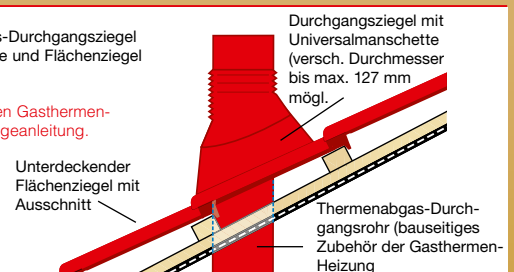 s-Durchgangsziegel
e und Flächenziegel
en Gasthermen-
geanleitung.
Durchgangsziegel mit
Universalmanschette
(versch. Durchmesser
bis max. 127 mm
mögl.
Unterdeckender
Flächenziegel mit
Ausschnitt
Thermenabgas-Durch-
gangsrohr (bauseitiges
Zubehör der Gasthermen-
Heizung